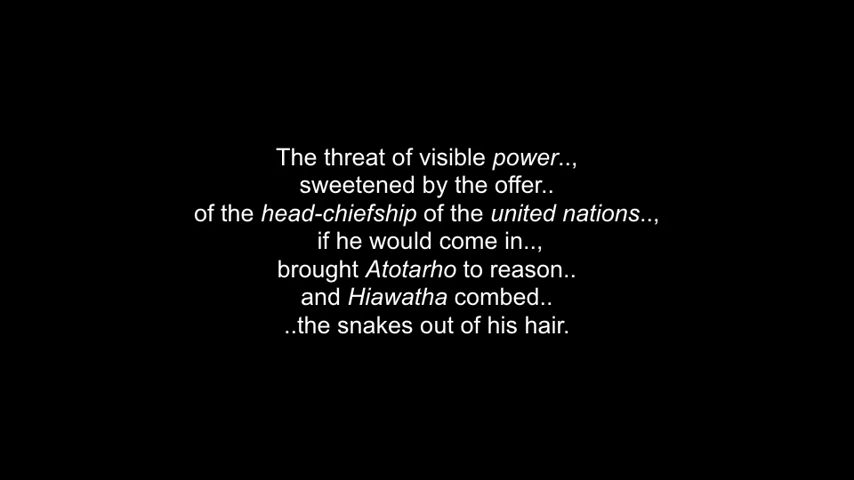 The threat of visible power..,
sweetened by the offer..
of the head-chiefship of the united nations..,
if he would come in..,
brought Atotarho to reason..
and Hiawatha combed..
..the snakes out of his hair.